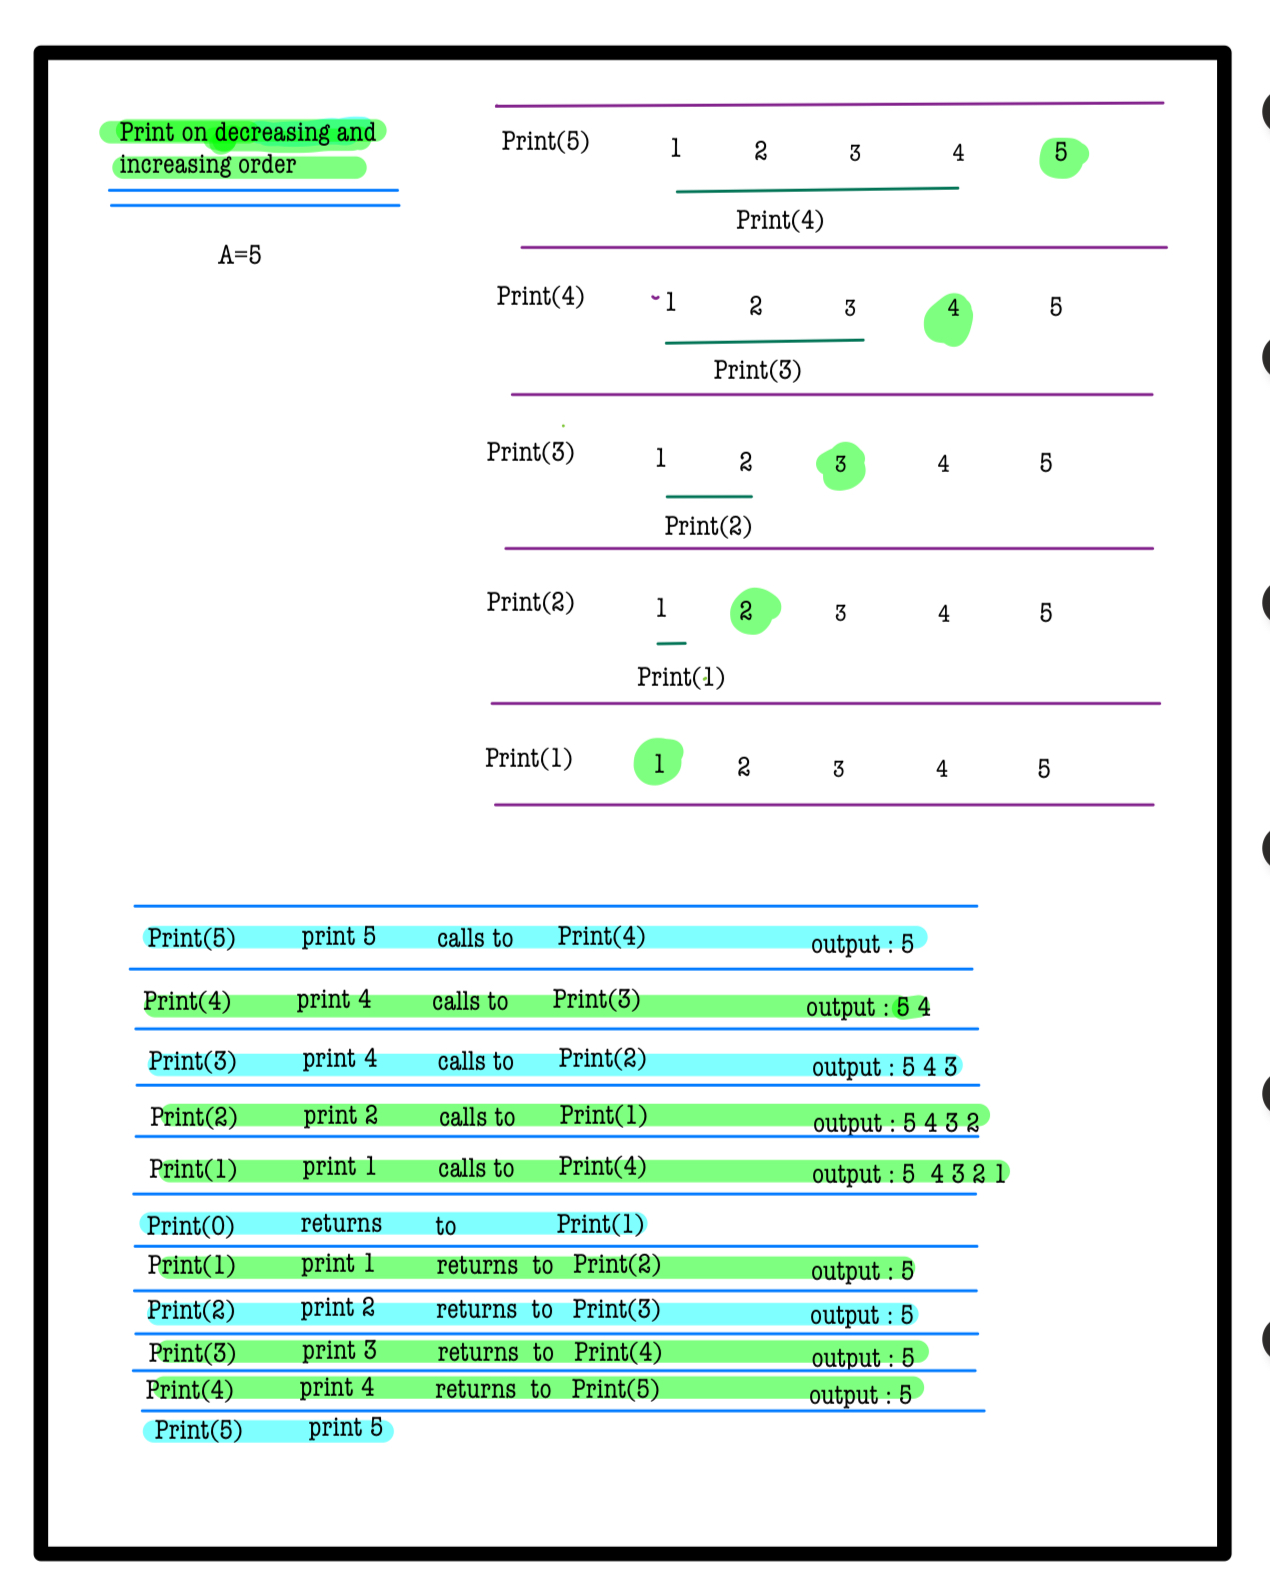 Print on decreasing and
increasing order
A=5
Print(5) 1 2 3 4 5
Print(4)
Print(4) 1 2 3 4 5
Print(3)
Print(3) 1 2 3 4 5
Print(2)
Print(2) 1 2 3 4 5
Print(1)
Print(1) 1 2 3 4 5
Print(5) print 5 calls to Print(4) output : 5
Print(4) print 4 calls to Print(3) output : 5 4
Print(3) print 4 calls to Print(2) output : 5 4 3
Print(2) print 2 calls to Print(1) output : 5 4 3 2
Print(1) print 1 calls to Print(4) output : 5 4 3 2 1
Print(0) returns to Print(1)
Print(1) print 1 returns to Print(2) output : 5
Print(2) print 2 returns to Print(3) output : 5
Print(3) print 3 returns to Print(4) output : 5
Print(4) print 4 returns to Print(5) output : 5
Print(5) print 5